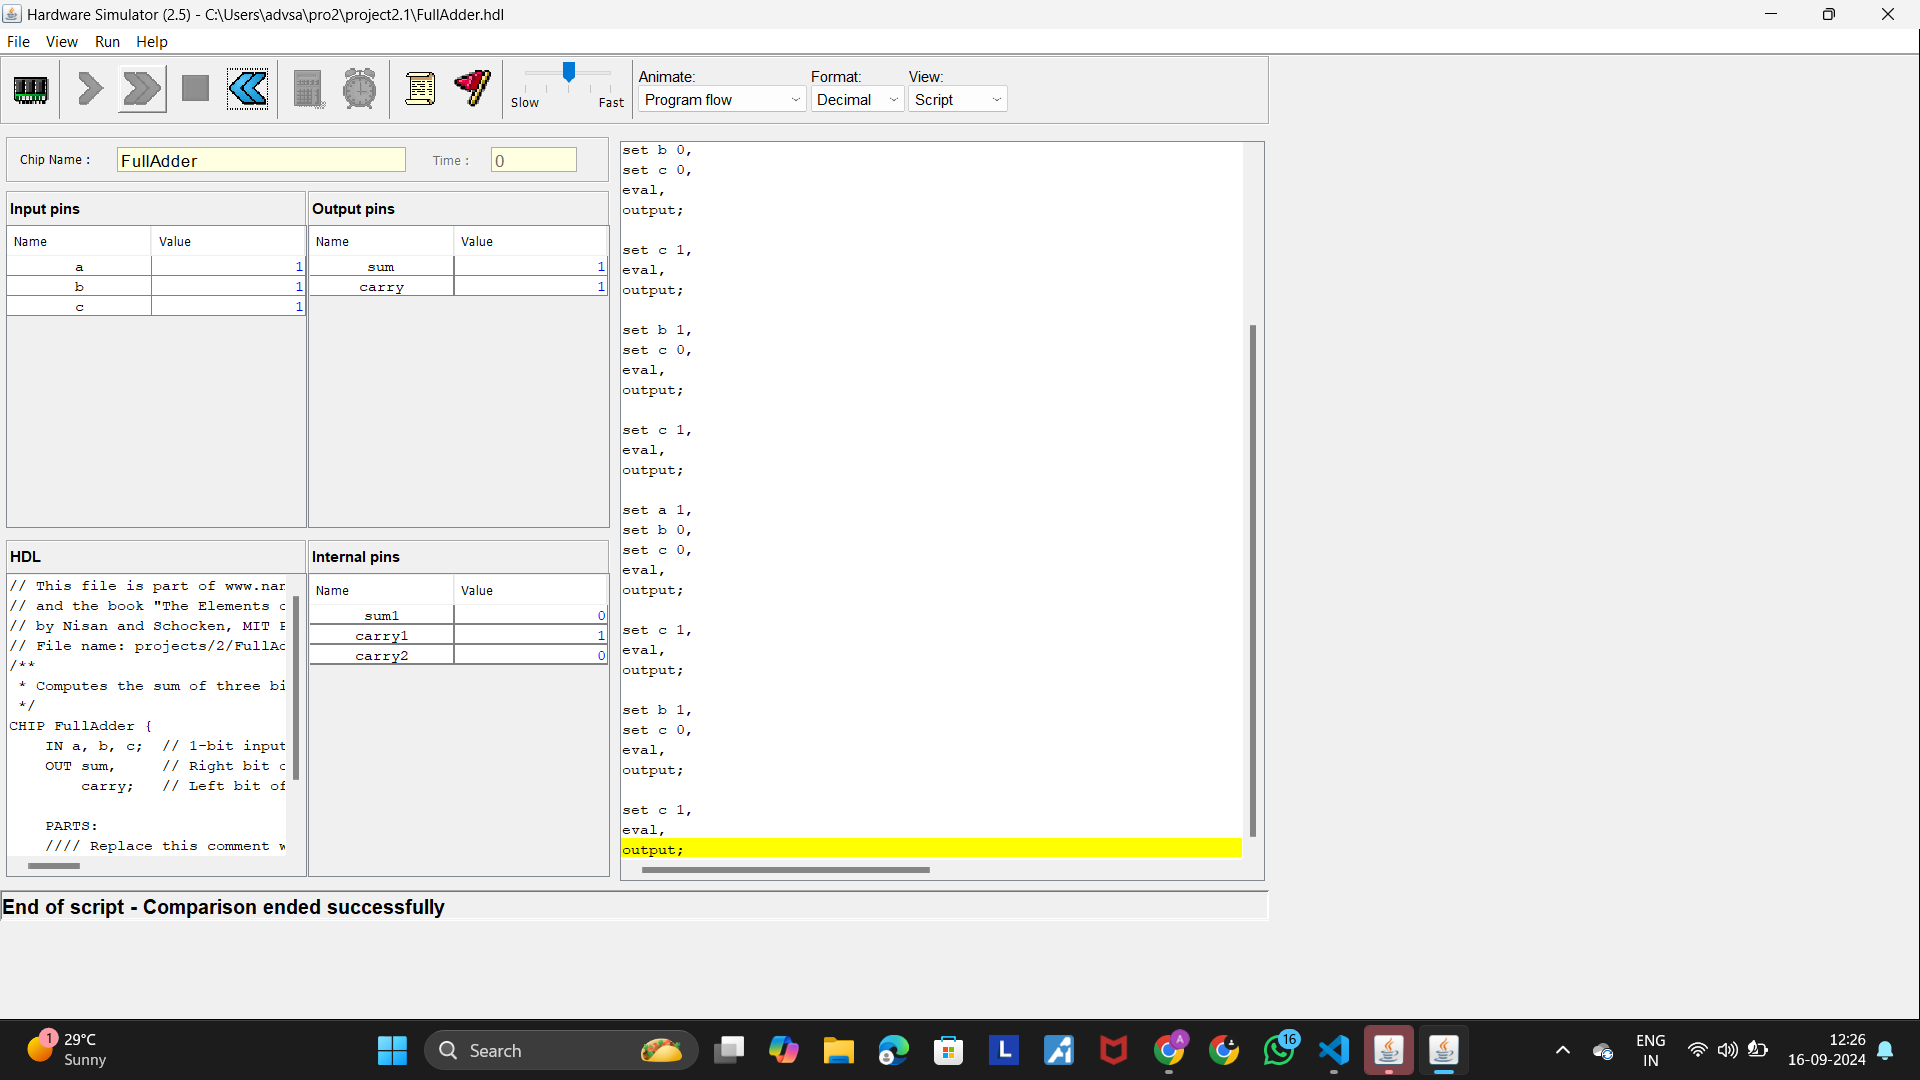 Hardware Simulator (2.5) - C:\Users\advsa\pro2\project2.1\FullAdder.hdl
File View Run Help
Slow Fast
Animate: Format: View:
Program flow Decimal Script
Chip Name : FullAdder Time : 0
Input pins
Name Value
a 1
b 1
c 1
Output pins
Name Value
sum 1
carry 1
HDL
// This file is part of www.nan
// and the book "The Elements o
// by Nisan and Schocken, MIT P
// File name: projects/2/FullAd
/**
* Computes the sum of three bi
*/
CHIP FullAdder {
IN a, b, c; // 1-bit input
OUT sum, // Right bit o
carry; // Left bit of
PARTS:
//// Replace this comment w
Internal pins
Name Value
sum1 0
carry1 1
carry2 0
set b 0,
set c 0,
eval,
output;
set c 1,
eval,
output;
set b 1,
set c 0,
eval,
output;
set c 1,
eval,
output;
set a 1,
set b 0,
set c 0,
eval,
output;
set c 1,
eval,
output;
set b 1,
set c 0,
eval,
output;
set c 1,
eval,
output;
End of script - Comparison ended successfully
1
29°C
Sunny
Search
L
A
16
ENG
IN
12:26
16-09-2024